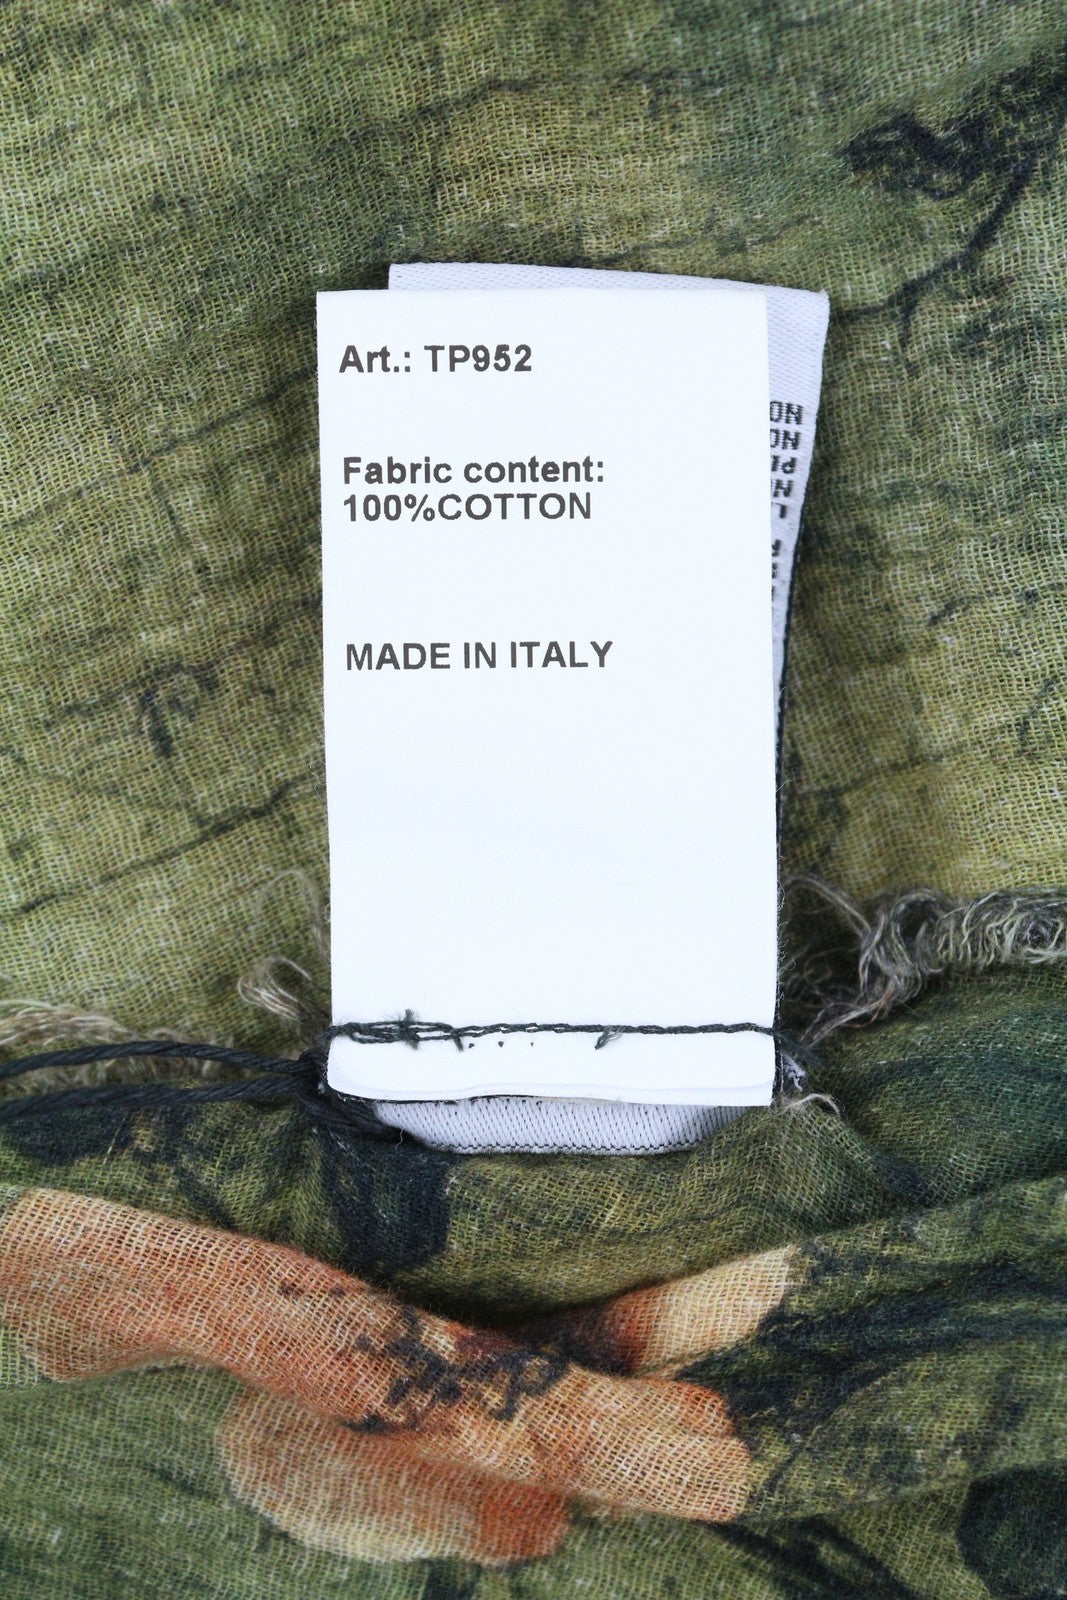 Art.: TP952
Fabric content:
100%COTTON
MADE IN ITALY